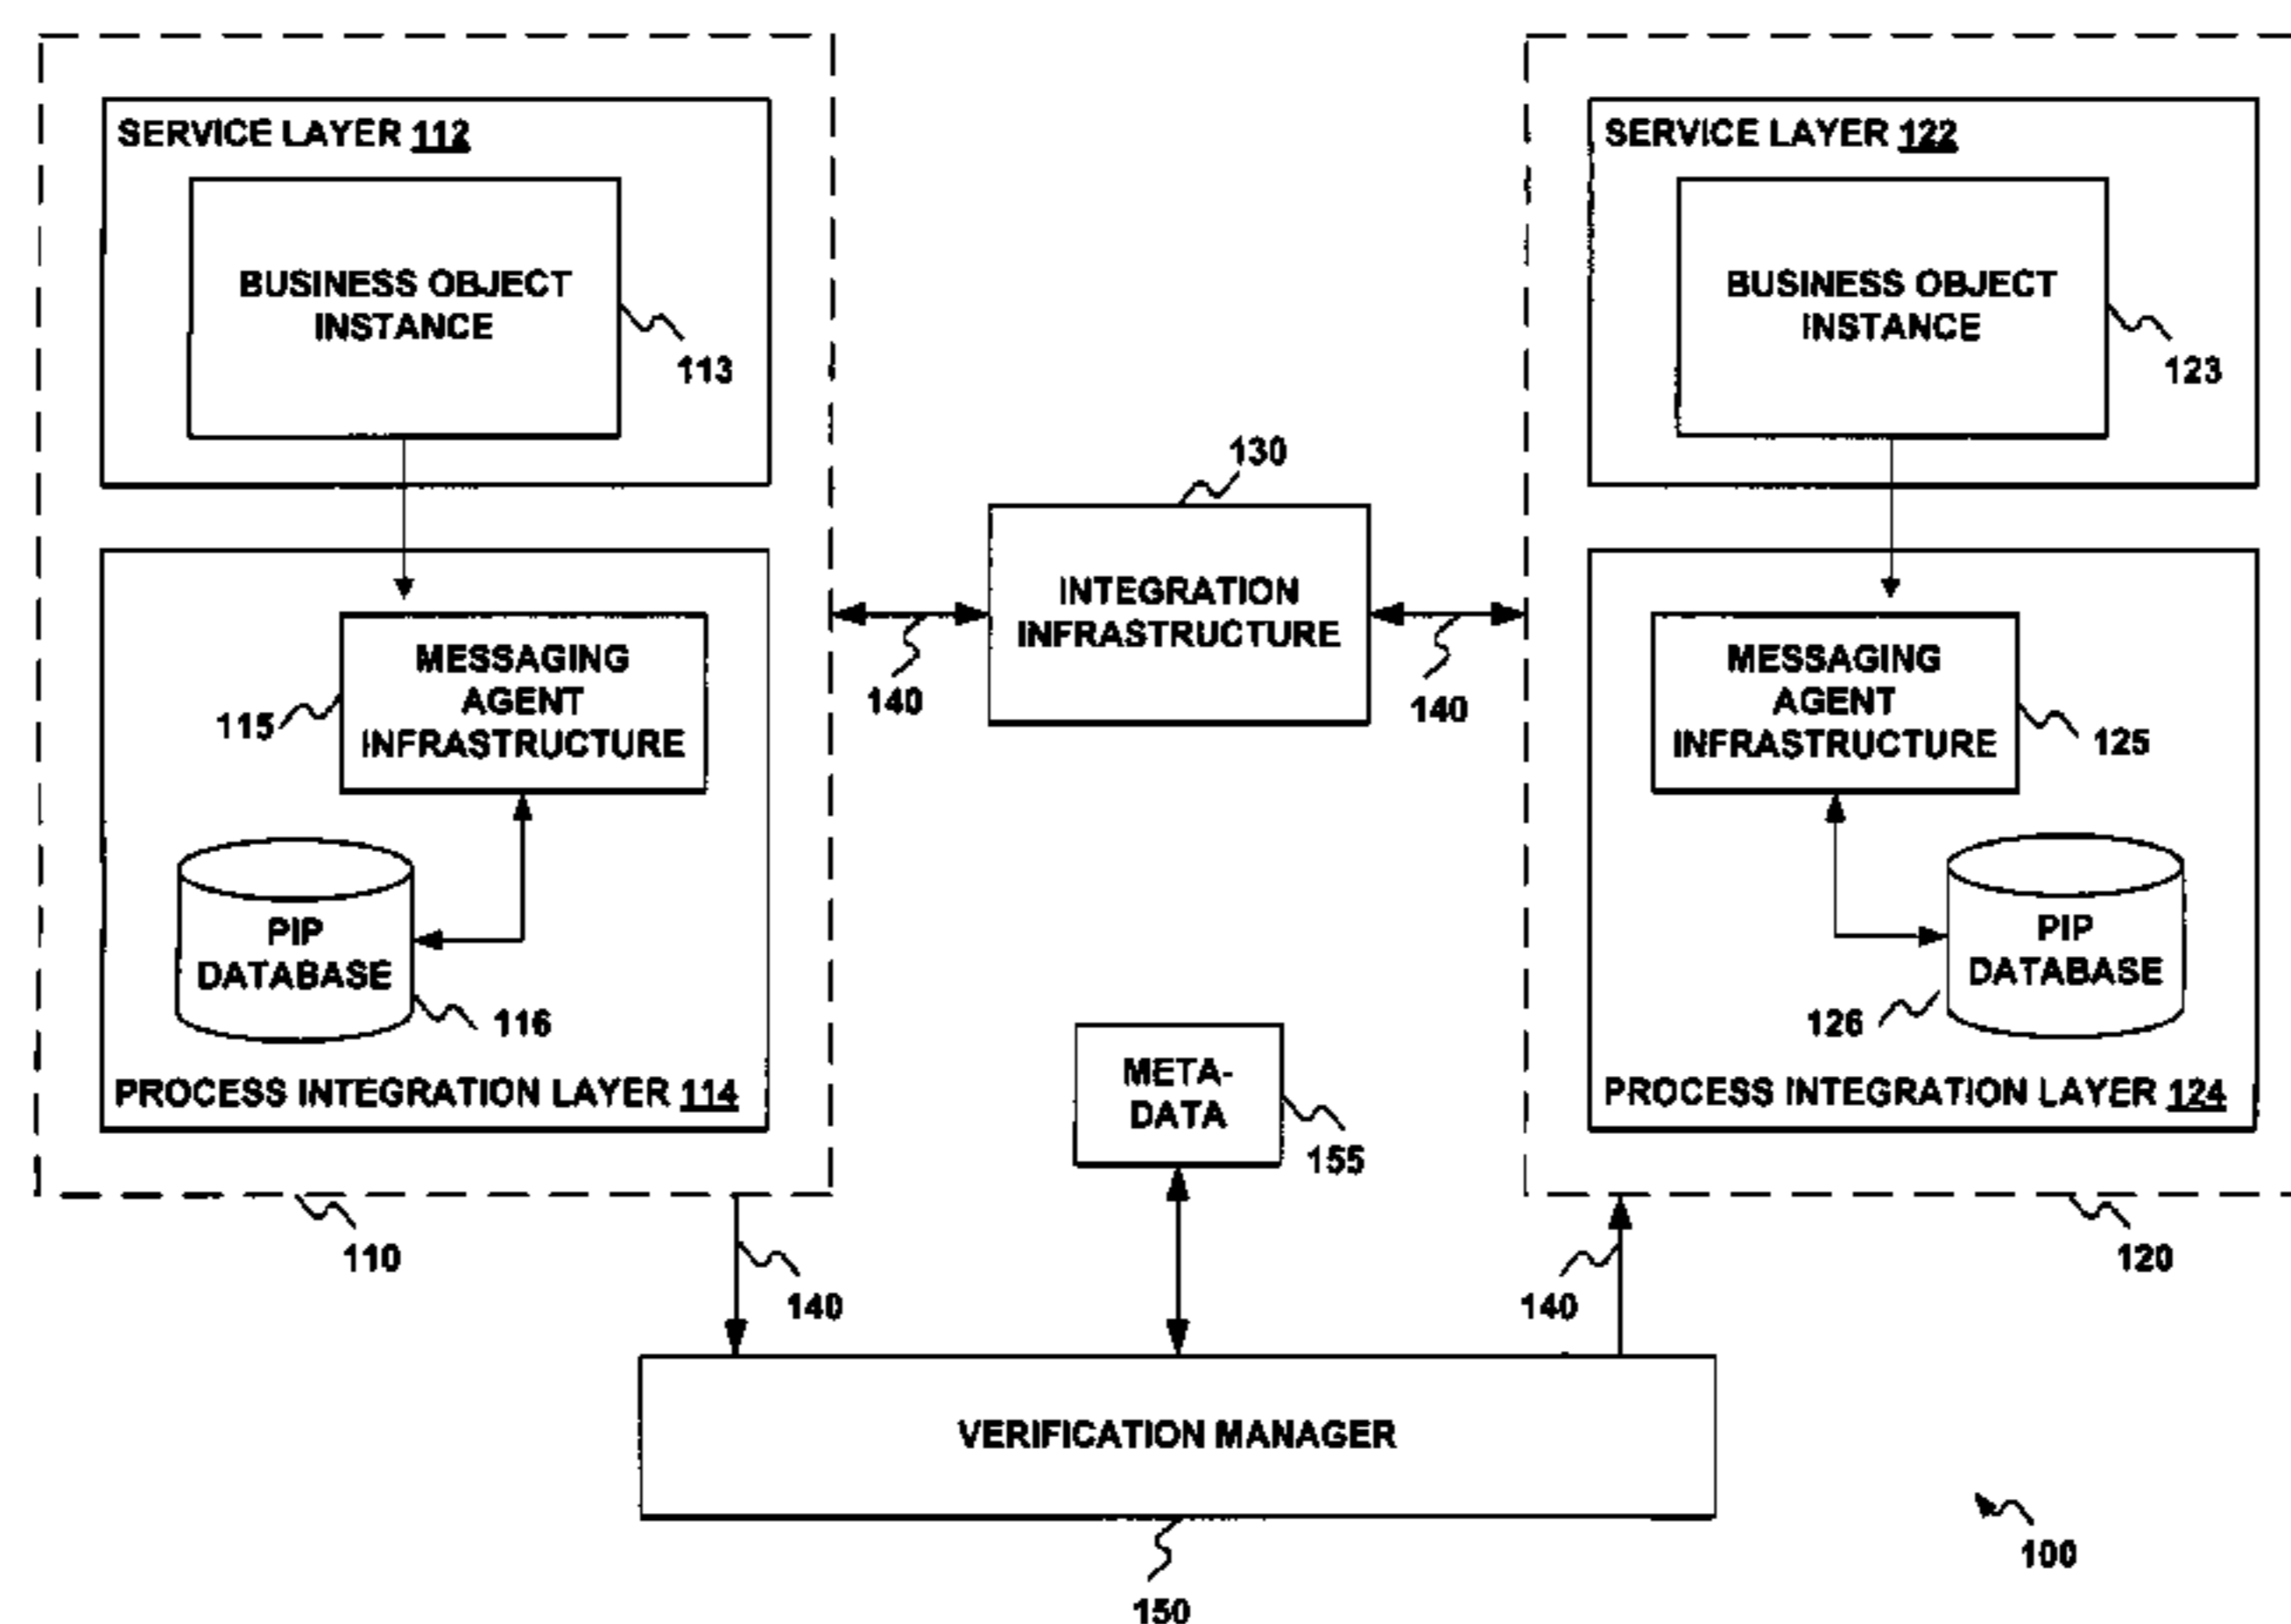 SERVICE LAYER 112
BUSINESS OBJECT
INSTANCE
113
MESSAGING
AGENT
INFRASTRUCTURE
115
PIP
DATABASE
116
PROCESS INTEGRATION LAYER 114
110
130
INTEGRATION
INFRASTRUCTURE
140
140
SERVICE LAYER 122
BUSINESS OBJECT
INSTANCE
123
MESSAGING
AGENT
INFRASTRUCTURE
125
PIP
DATABASE
126
PROCESS INTEGRATION LAYER 124
120
META-
DATA
155
140
140
VERIFICATION MANAGER
150
100